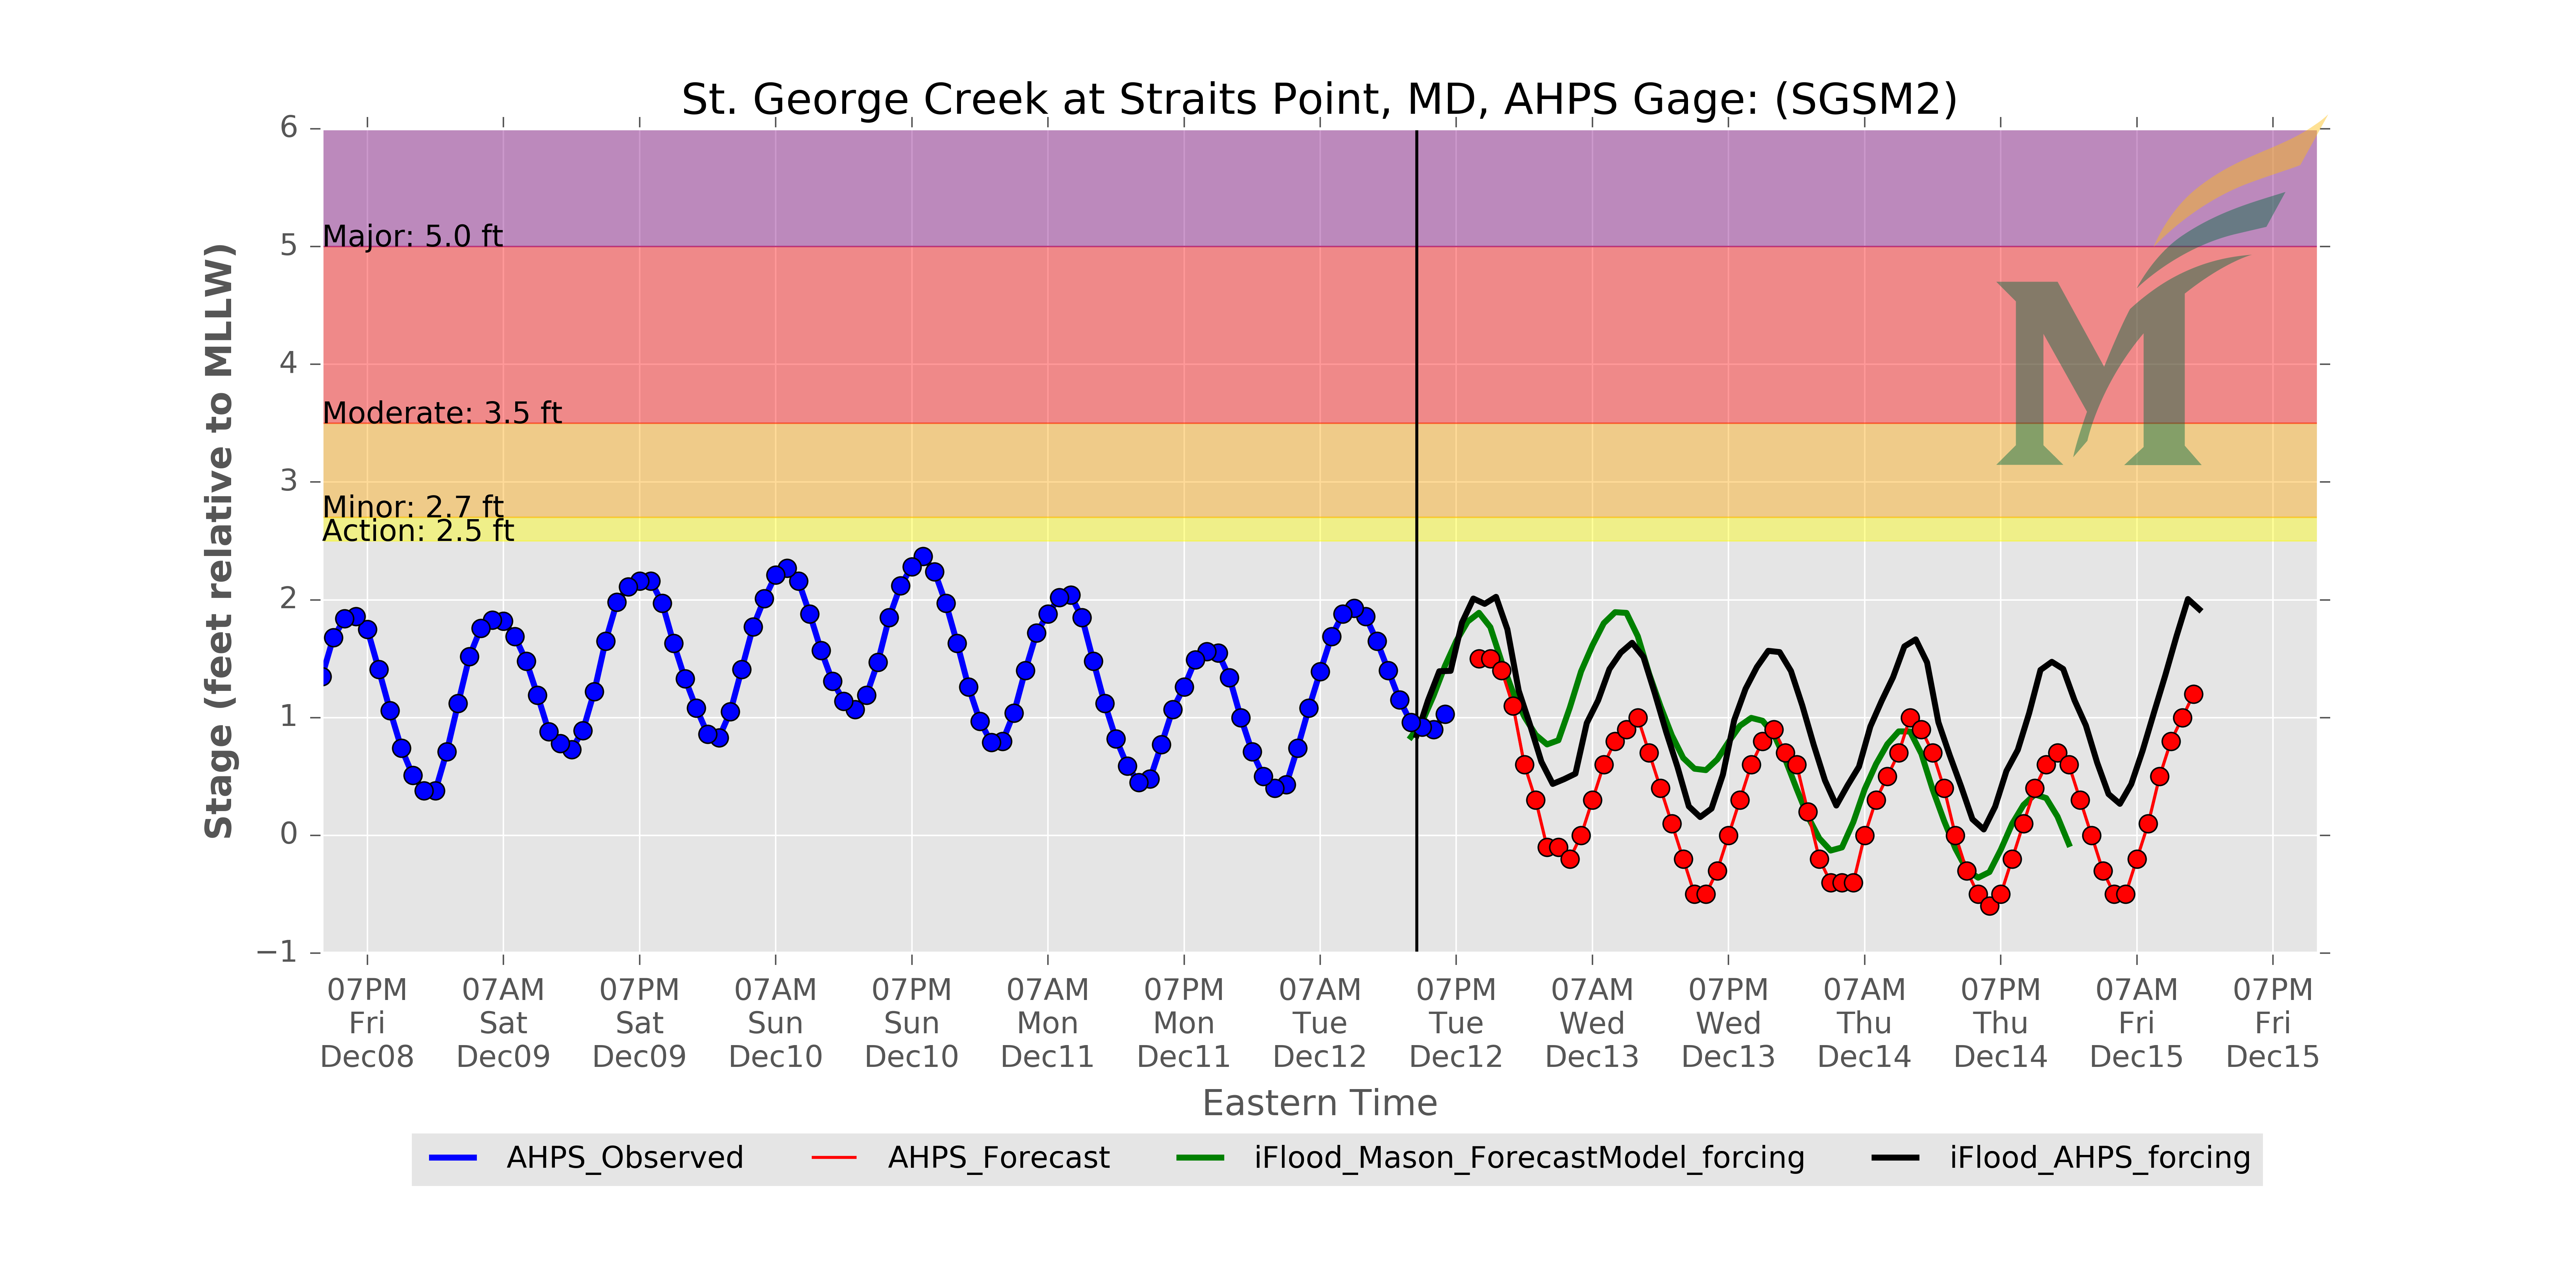 St. George Creek at Straits Point, MD, AHPS Gage: (SGSM2)
Stage (feet relative to MLLW)
6
5
4
3
2
1
0
−1
Major: 5.0 ft
Moderate: 3.5 ft
Minor: 2.7 ft
Action: 2.5 ft
M
07PM 07AM 07PM 07AM 07PM 07AM 07PM 07AM 07PM 07AM 07PM 07AM 07PM 07AM 07PM
Fri Sat Sat Sun Sun Mon Mon Tue Tue Wed Wed Thu Thu Fri Fri
Dec08 Dec09 Dec09 Dec10 Dec10 Dec11 Dec11 Dec12 Dec12 Dec13 Dec13 Dec14 Dec14 Dec15 Dec15
Eastern Time
AHPS_Observed AHPS_Forecast iFlood_Mason_ForecastModel_forcing iFlood_AHPS_forcing